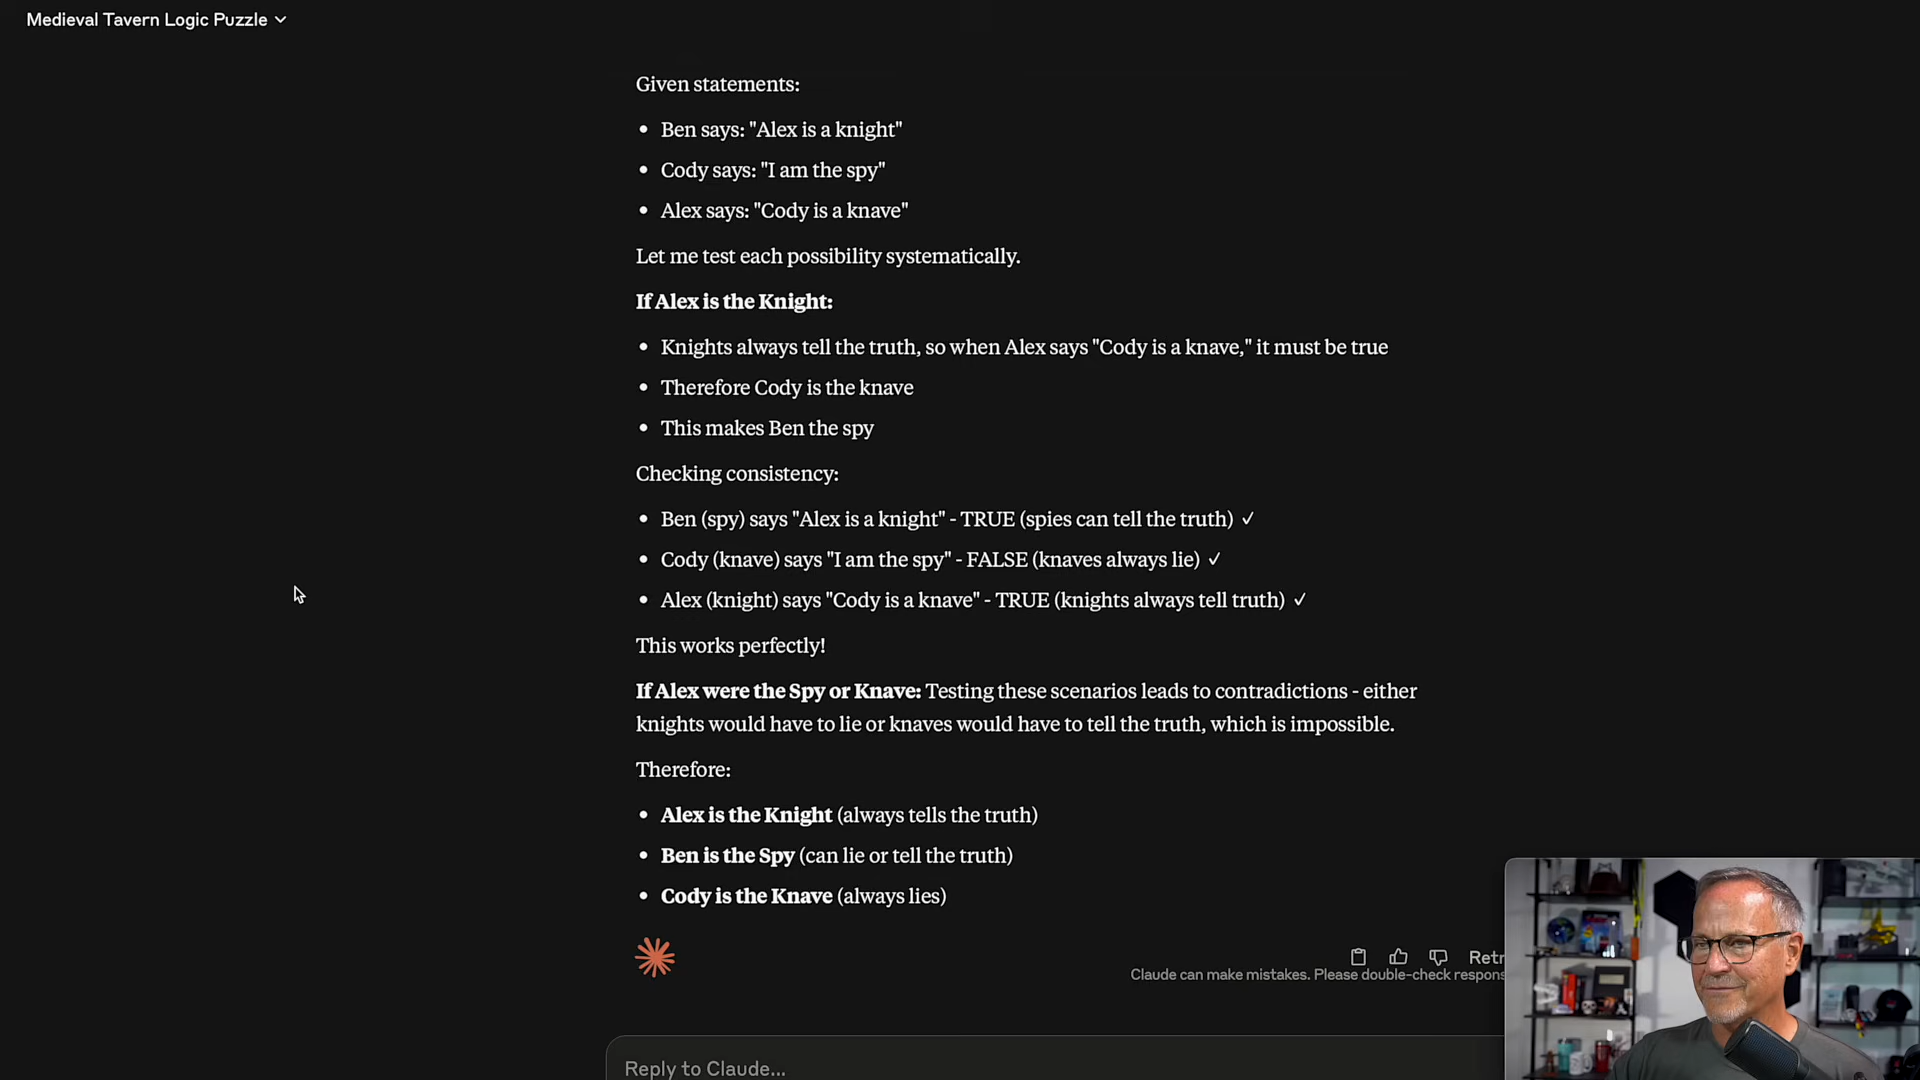 Medieval Tavern Logic Puzzle
Given statements:
• Ben says: "Alex is a knight"
• Cody says: "I am the spy"
• Alex says: "Cody is a knave"
Let me test each possibility systematically.
If Alex is the Knight:
• Knights always tell the truth, so when Alex says "Cody is a knave," it must be true
• Therefore Cody is the knave
• This makes Ben the spy
Checking consistency:
• Ben (spy) says "Alex is a knight" - TRUE (spies can tell the truth) ✓
• Cody (knave) says "I am the spy" - FALSE (knaves always lie) ✓
• Alex (knight) says "Cody is a knave" - TRUE (knights always tell truth) ✓
This works perfectly!
If Alex were the Spy or Knave: Testing these scenarios leads to contradictions - either
knights would have to lie or knaves would have to tell the truth, which is impossible.
Therefore:
• Alex is the Knight (always tells the truth)
• Ben is the Spy (can lie or tell the truth)
• Cody is the Knave (always lies)
Retr
Claude can make mistakes. Please double-check respons
Reply to Claude...